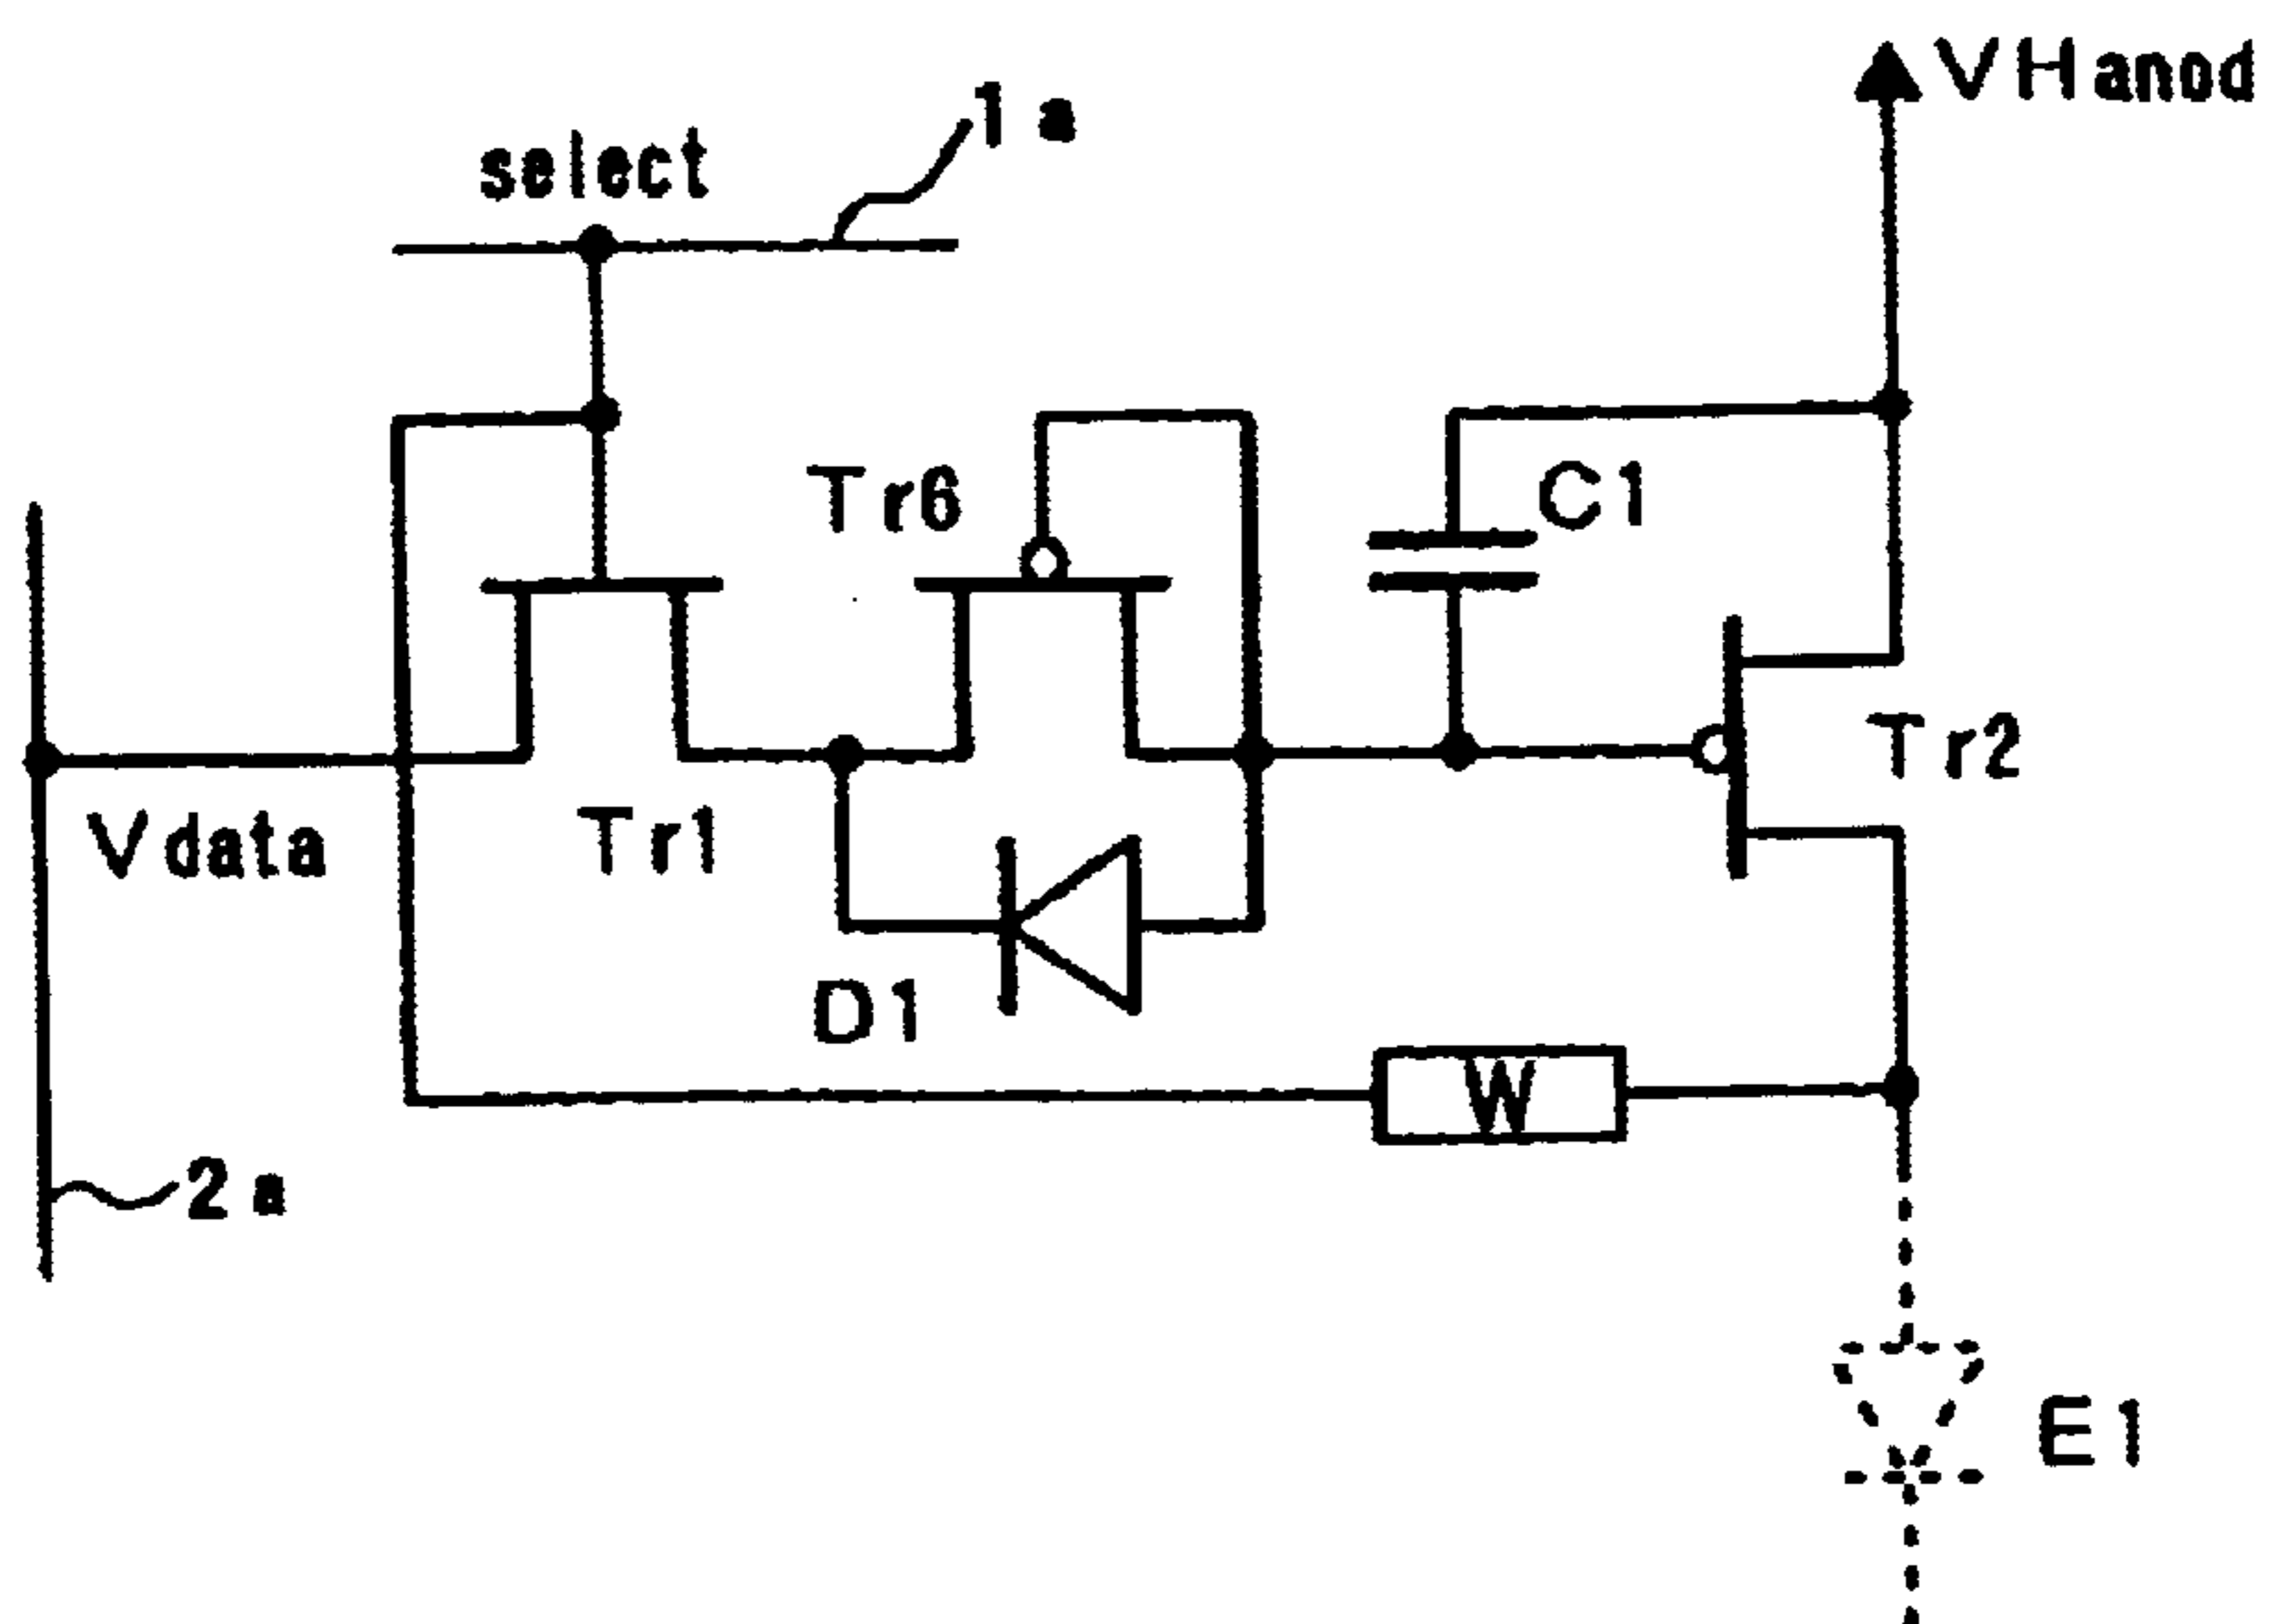 VHanod
1a
select
Tr6
C1
Tr2
Vdata
Tr1
D1
W
2a
E1